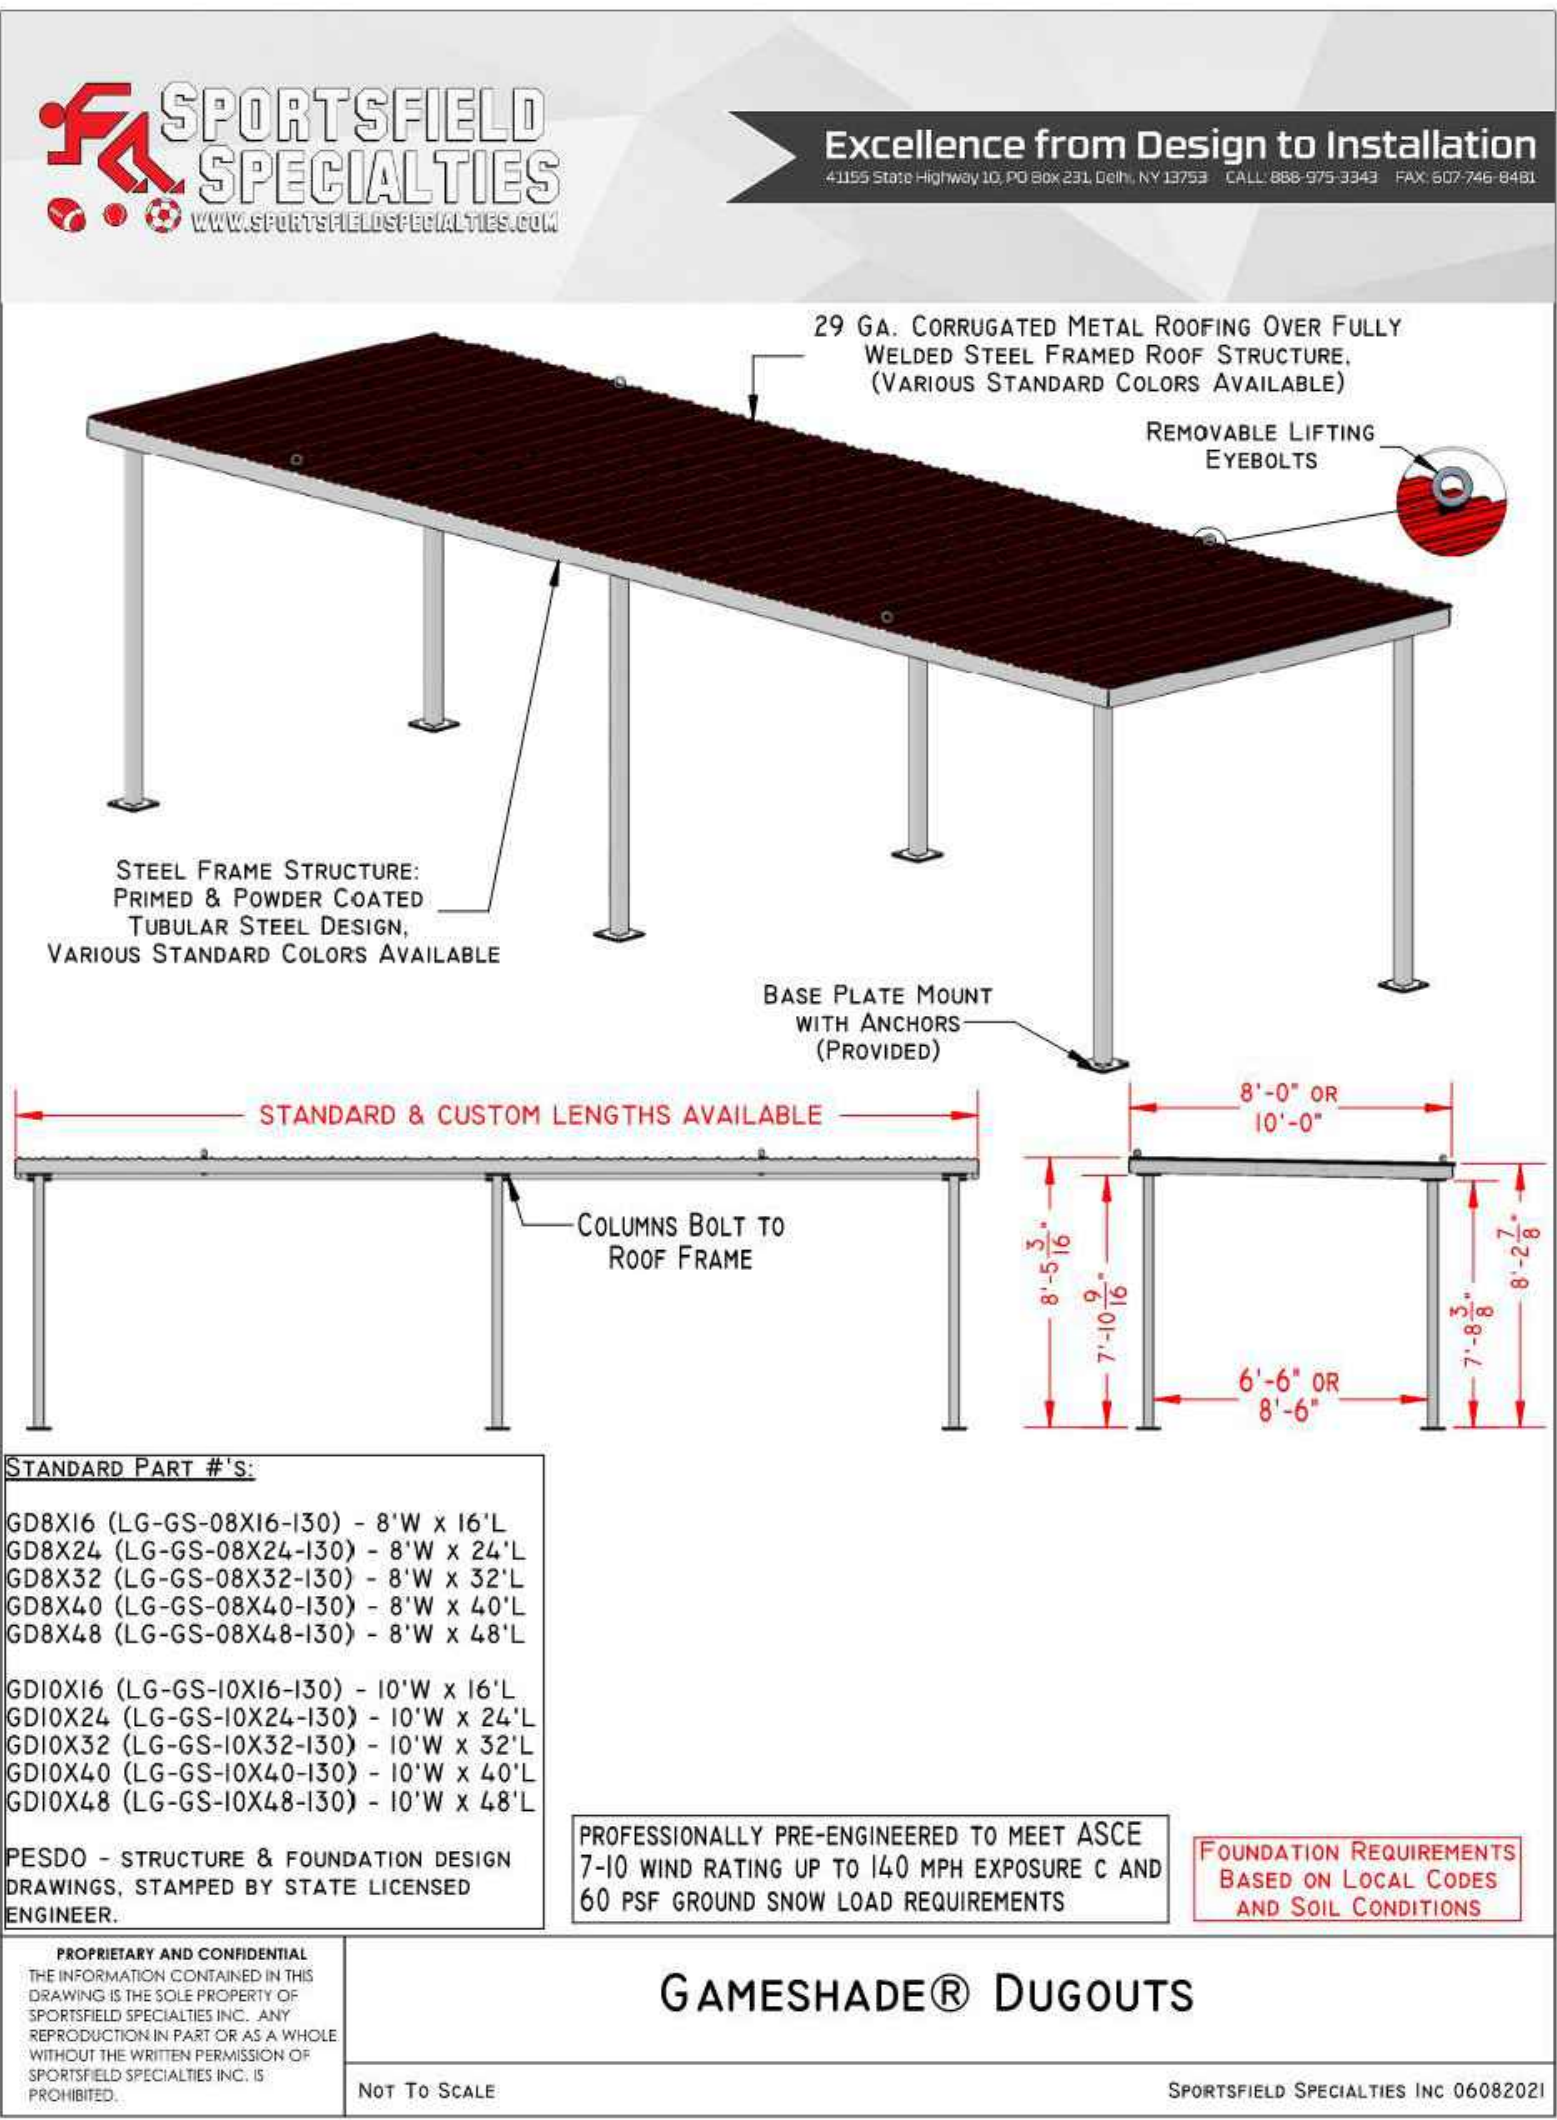 SPORTSFIELD
SPECIALTIES
WWW.SPORTSFIELDSPECIALTIES.COM
Excellence from Design to Installation
41155 State Highway 10, PO Box 231, Delhi, NY 13753 CALL: 888-975-3343 FAX: 607-746-8481
29 GA. CORRUGATED METAL ROOFING OVER FULLY
WELDED STEEL FRAMED ROOF STRUCTURE.
(VARIOUS STANDARD COLORS AVAILABLE)
REMOVABLE LIFTING
EYEBOLTS
STEEL FRAME STRUCTURE:
PRIMED & POWDER COATED
TUBULAR STEEL DESIGN,
VARIOUS STANDARD COLORS AVAILABLE
BASE PLATE MOUNT
WITH ANCHORS
(PROVIDED)
STANDARD & CUSTOM LENGTHS AVAILABLE
8'-0" OR
10'-0"
COLUMNS BOLT TO
ROOF FRAME
8'-5 3/16"
7'-10 9/16"
7'-8 3/8"
8'-2 7/8"
6'-6" OR
8'-6"
STANDARD PART #'S:
GD8X16 (LG-GS-08X16-130) - 8'W X 16'L
GD8X24 (LG-GS-08X24-130) - 8'W X 24'L
GD8X32 (LG-GS-08X32-130) - 8'W X 32'L
GD8X40 (LG-GS-08X40-130) - 8'W X 40'L
GD8X48 (LG-GS-08X48-130) - 8'W X 48'L
GD10X16 (LG-GS-10X16-130) - 10'W X 16'L
GD10X24 (LG-GS-10X24-130) - 10'W X 24'L
GD10X32 (LG-GS-10X32-130) - 10'W X 32'L
GD10X40 (LG-GS-10X40-130) - 10'W X 40'L
GD10X48 (LG-GS-10X48-130) - 10'W X 48'L
PESDO - STRUCTURE & FOUNDATION DESIGN
DRAWINGS, STAMPED BY STATE LICENSED
ENGINEER.
PROFESSIONALLY PRE-ENGINEERED TO MEET ASCE
7-10 WIND RATING UP TO 140 MPH EXPOSURE C AND
60 PSF GROUND SNOW LOAD REQUIREMENTS
FOUNDATION REQUIREMENTS
BASED ON LOCAL CODES
AND SOIL CONDITIONS
PROPRIETARY AND CONFIDENTIAL
THE INFORMATION CONTAINED IN THIS
DRAWING IS THE SOLE PROPERTY OF
SPORTSFIELD SPECIALTIES INC. ANY
REPRODUCTION IN PART OR AS A WHOLE
WITHOUT THE WRITTEN PERMISSION OF
SPORTSFIELD SPECIALTIES INC. IS
PROHIBITED.
GAMESHADE® DUGOUTS
NOT TO SCALE
SPORTSFIELD SPECIALTIES INC 06082021